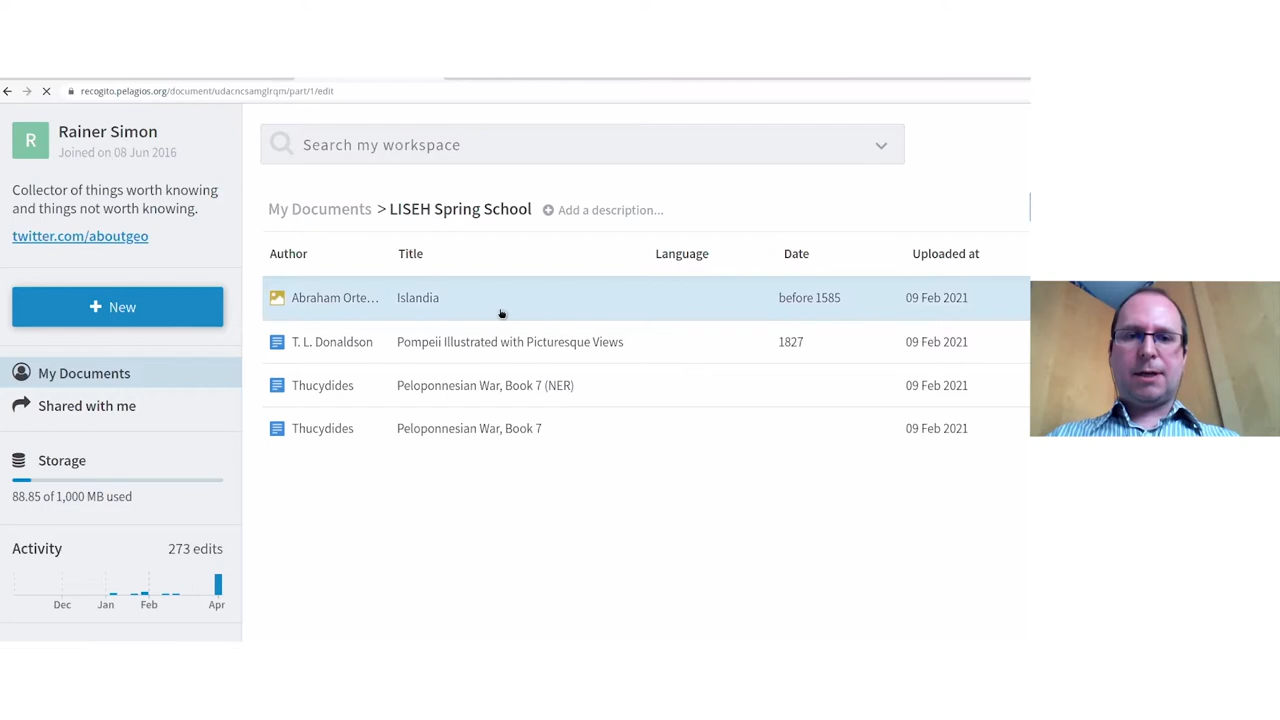 recogito.pelagios.org/document/udacncsamglrqm/part/1/edit
R
Rainer Simon
Joined on 08 Jun 2016
Collector of things worth knowing
and things not worth knowing.
twitter.com/aboutgeo
+ New
My Documents
Shared with me
Storage
88.85 of 1,000 MB used
Activity 273 edits
Dec Jan Feb Apr
Search my workspace
My Documents > LISEH Spring School Add a description...
Author Title Language Date Uploaded at
Abraham Orte... Islandia before 1585 09 Feb 2021
T. L. Donaldson Pompeii Illustrated with Picturesque Views 1827 09 Feb 2021
Thucydides Peloponnesian War, Book 7 (NER) 09 Feb 2021
Thucydides Peloponnesian War, Book 7 09 Feb 2021